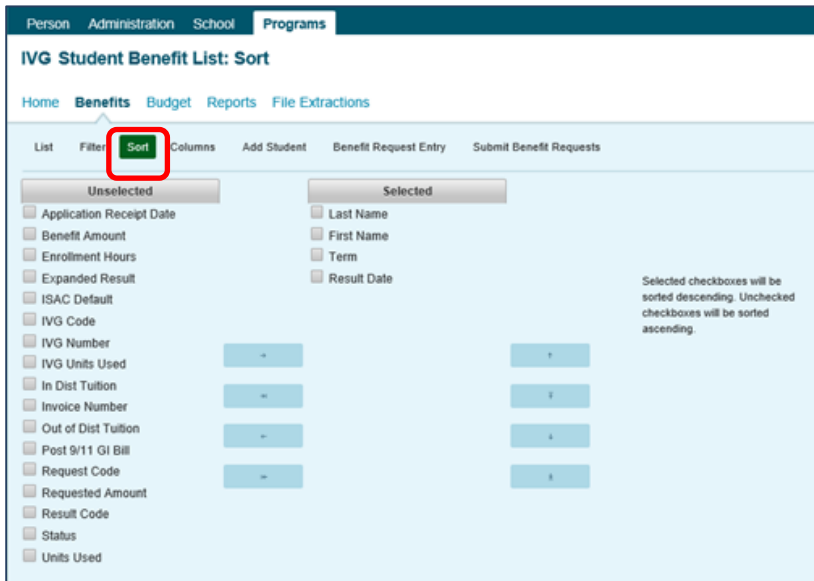 Person Administration School Programs
IVG Student Benefit List: Sort
Home Benefits Budget Reports File Extractions
List Filter Sort Columns Add Student Benefit Request Entry Submit Benefit Requests
Unselected Selected
Application Receipt Date Last Name
Benefit Amount First Name
Enrollment Hours Term
Expanded Result Result Date
ISAC Default
IVG Code
IVG Number
IVG Units Used
In Dist Tuition
Invoice Number
Out of Dist Tuition
Post 9/11 GI Bill
Request Code
Requested Amount
Result Code
Status
Units Used
Selected checkboxes will be
sorted descending. Unchecked
checkboxes will be sorted
ascending.